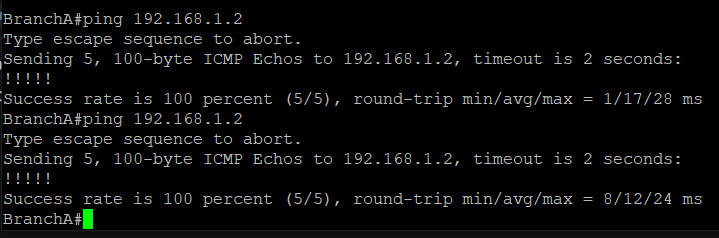 BranchA#ping 192.168.1.2
Type escape sequence to abort.
Sending 5, 100-byte ICMP Echos to 192.168.1.2, timeout is 2 seconds:
!!!!!
Success rate is 100 percent (5/5), round-trip min/avg/max = 1/17/28 ms
BranchA#ping 192.168.1.2
Type escape sequence to abort.
Sending 5, 100-byte ICMP Echos to 192.168.1.2, timeout is 2 seconds:
!!!!!
Success rate is 100 percent (5/5), round-trip min/avg/max = 8/12/24 ms
BranchA#